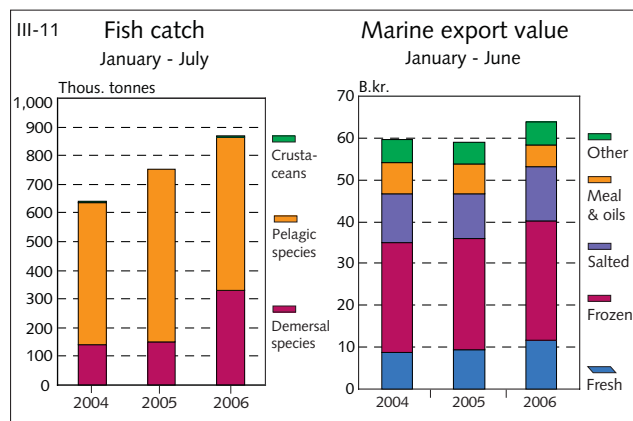 III-11
Fish catch
January - July
Thous. tonnes
1,000
900
800
700
600
500
400
300
200
100
0
2004
2005
2006
Crusta-
ceans
Pelagic
species
Demersal
species
Marine export value
January - June
B.kr.
70
60
50
40
30
20
10
0
2004
2005
2006
Other
Meal
& oils
Salted
Frozen
Fresh